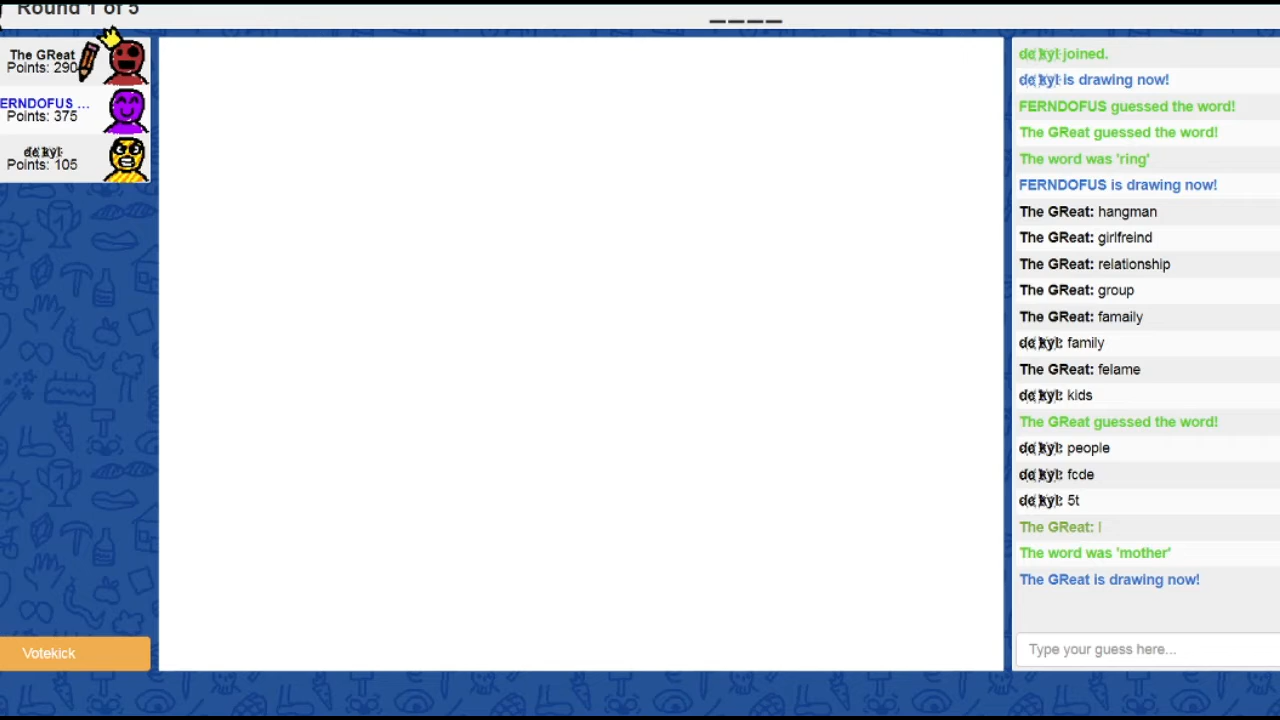 Round 1 of 5
_ _ _ _
The GReat
Points: 290
ERNDOFUS ...
Points: 375
Points: 105
Votekick
joined.
is drawing now!
FERNDOFUS guessed the word!
The GReat guessed the word!
The word was 'ring'
FERNDOFUS is drawing now!
The GReat: hangman
The GReat: girlfreind
The GReat: relationship
The GReat: group
The GReat: famaily
family
The GReat: felame
kids
The GReat guessed the word!
people
fcde
5t
The GReat: I
The word was 'mother'
The GReat is drawing now!
Type your guess here...